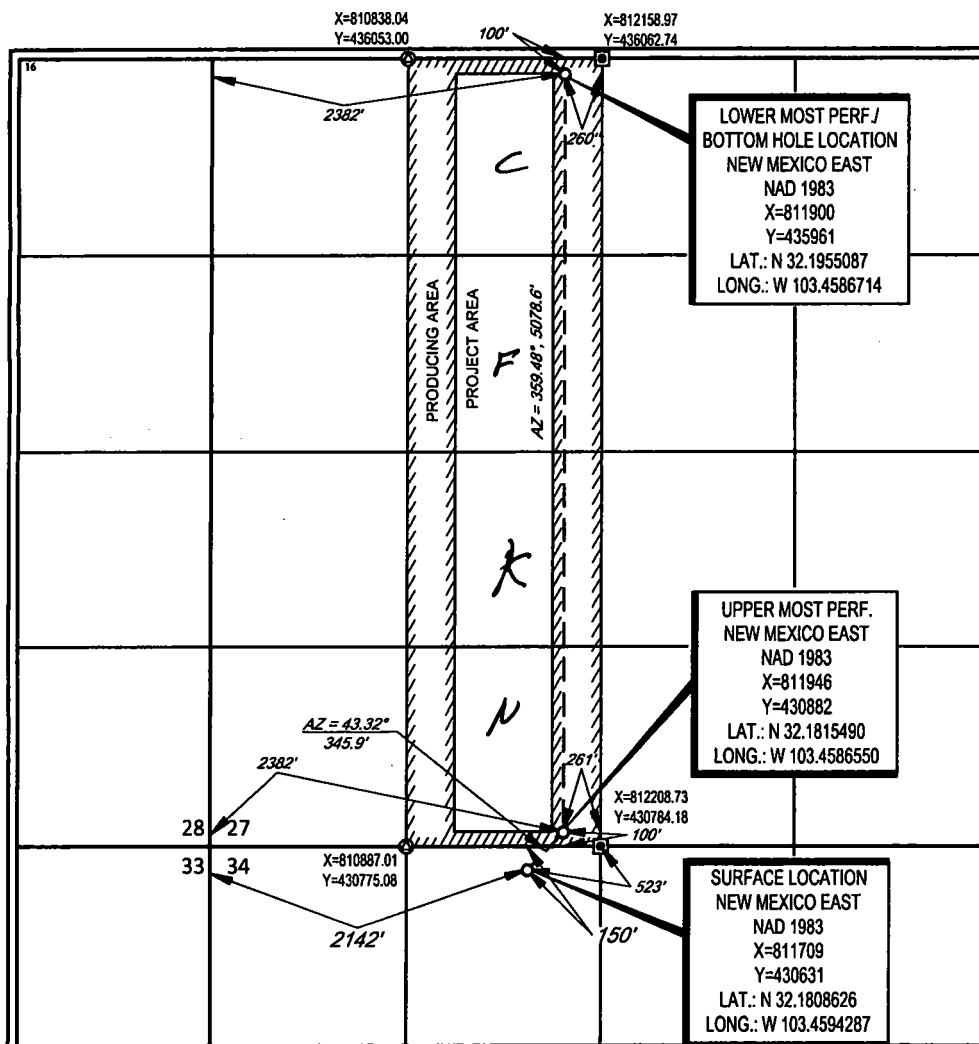 X=810838.04
Y=436053.00
100'
X=812158.97
Y=436062.74
16
2382'
260'
LOWER MOST PERF./
BOTTOM HOLE LOCATION
NEW MEXICO EAST
NAD 1983
X=811900
Y=435961
LAT.: N 32.1955087
LONG.: W 103.4586714
C
PRODUCING AREA
PROJECT AREA
F
AZ = 359.48°, 5078.6'
K
N
UPPER MOST PERF.
NEW MEXICO EAST
NAD 1983
X=811946
Y=430882
LAT.: N 32.1815490
LONG.: W 103.4586550
AZ = 43.32°
345.9'
2382'
261'
X=812208.73
Y=430784.18
100'
28 27
33 34
X=810887.01
Y=430775.08
523'
2142'
150'
SURFACE LOCATION
NEW MEXICO EAST
NAD 1983
X=811709
Y=430631
LAT.: N 32.1808626
LONG.: W 103.4594287